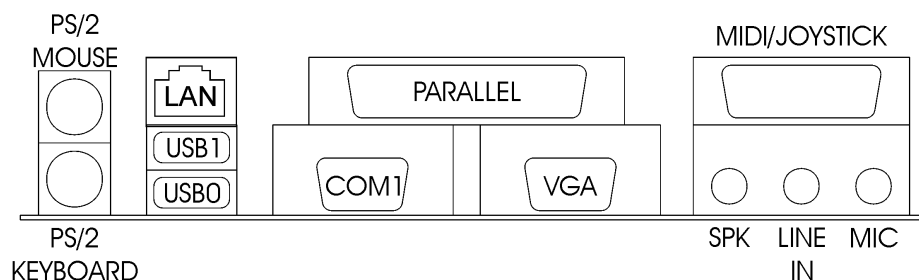 PS/2
MOUSE
LAN
USB1
USB0
PS/2
KEYBOARD
PARALLEL
COM1
VGA
MIDI/JOYSTICK
SPK
LINE
IN
MIC